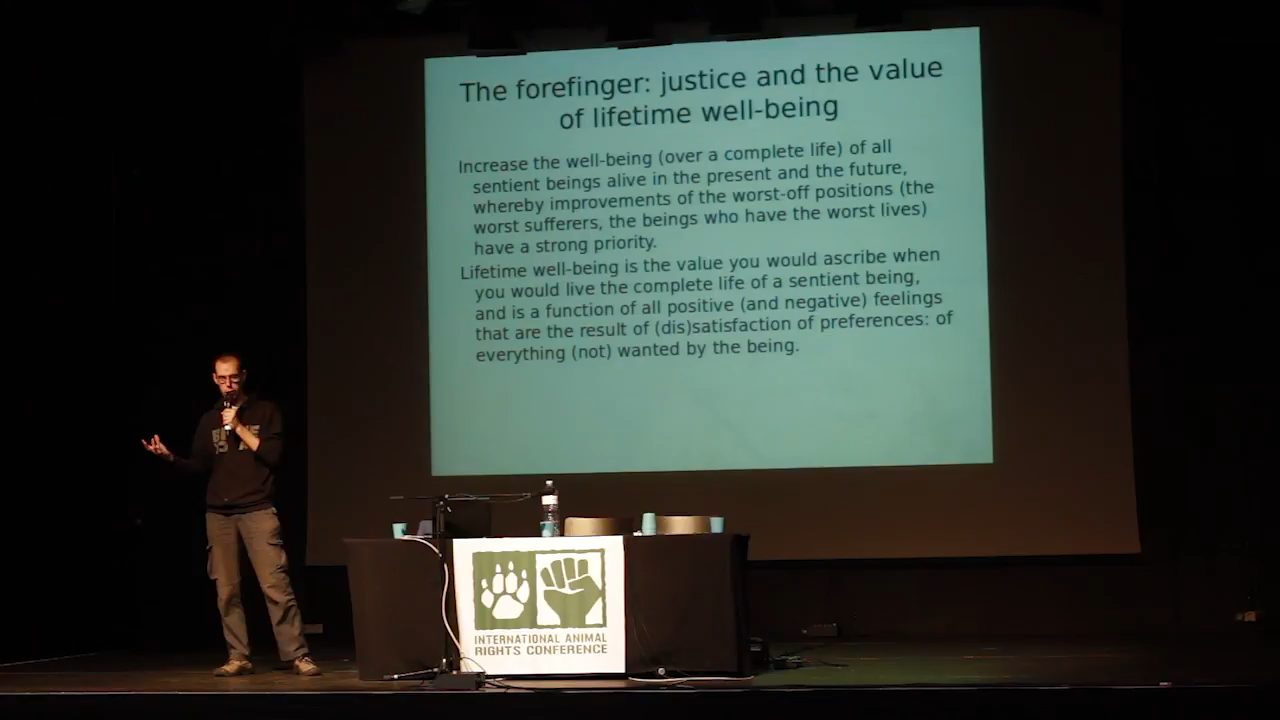 The forefinger: justice and the value
of lifetime well-being
Increase the well-being (over a complete life) of all
sentient beings alive in the present and the future,
whereby improvements of the worst-off positions (the
worst sufferers, the beings who have the worst lives)
have a strong priority.
Lifetime well-being is the value you would ascribe when
you would live the complete life of a sentient being,
and is a function of all positive (and negative) feelings
that are the result of (dis)satisfaction of preferences: of
everything (not) wanted by the being.
INTERNATIONAL ANIMAL
RIGHTS CONFERENCE